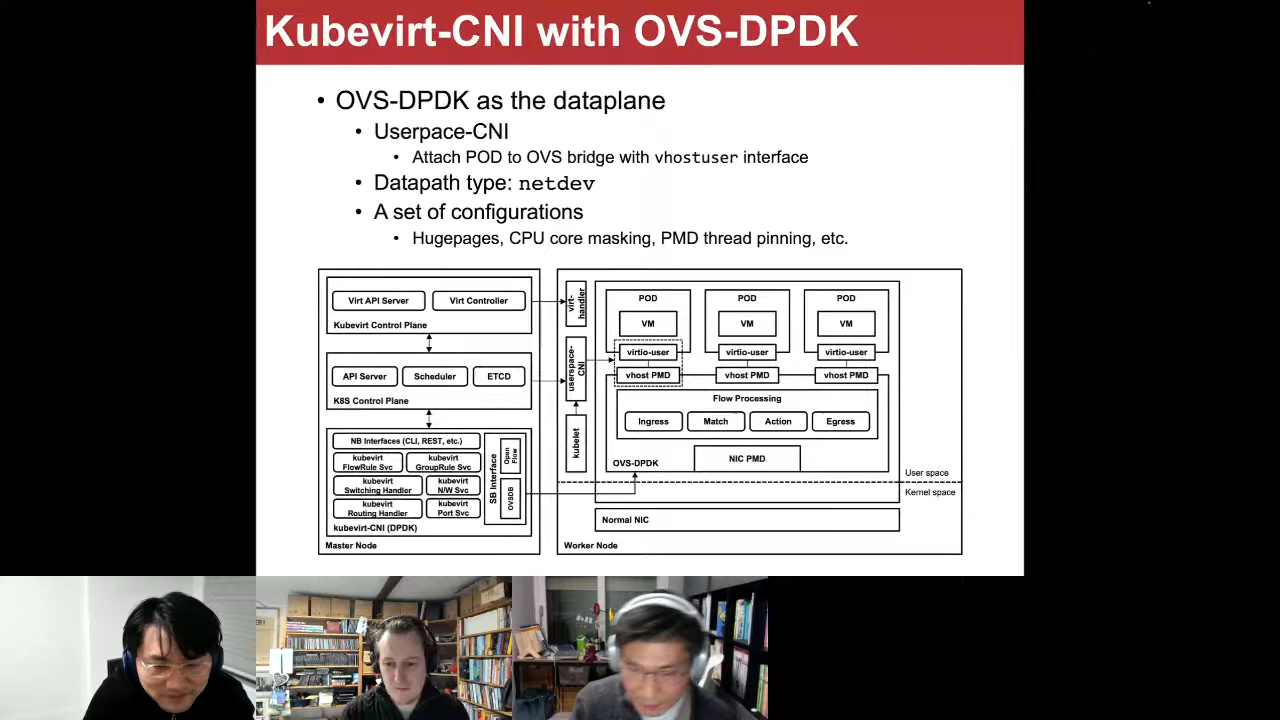 Kubevirt-CNI with OVS-DPDK
• OVS-DPDK as the dataplane
• Userpace-CNI
• Attach POD to OVS bridge with vhostuser interface
• Datapath type: netdev
• A set of configurations
• Hugepages, CPU core masking, PMD thread pinning, etc.
Virt API Server
Virt Controller
Kubevirt Control Plane
API Server
Scheduler
ETCD
K8S Control Plane
NB Interfaces (CLI, REST, etc.)
kubevirt
FlowRule Svc
kubevirt
GroupRule Svc
kubevirt
Switching Handler
kubevirt
N/W Svc
kubevirt
Routing Handler
kubevirt
Port Svc
SB Interface
Open
Flow
OVSDB
kubevirt-CNI (DPDK)
Master Node
virt-
handler
userspace-
CNI
kubelet
POD
VM
virtio-user
vhost PMD
POD
VM
virtio-user
vhost PMD
POD
VM
virtio-user
vhost PMD
Flow Processing
Ingress
Match
Action
Egress
OVS-DPDK
NIC PMD
User space
Kernel space
Normal NIC
Worker Node